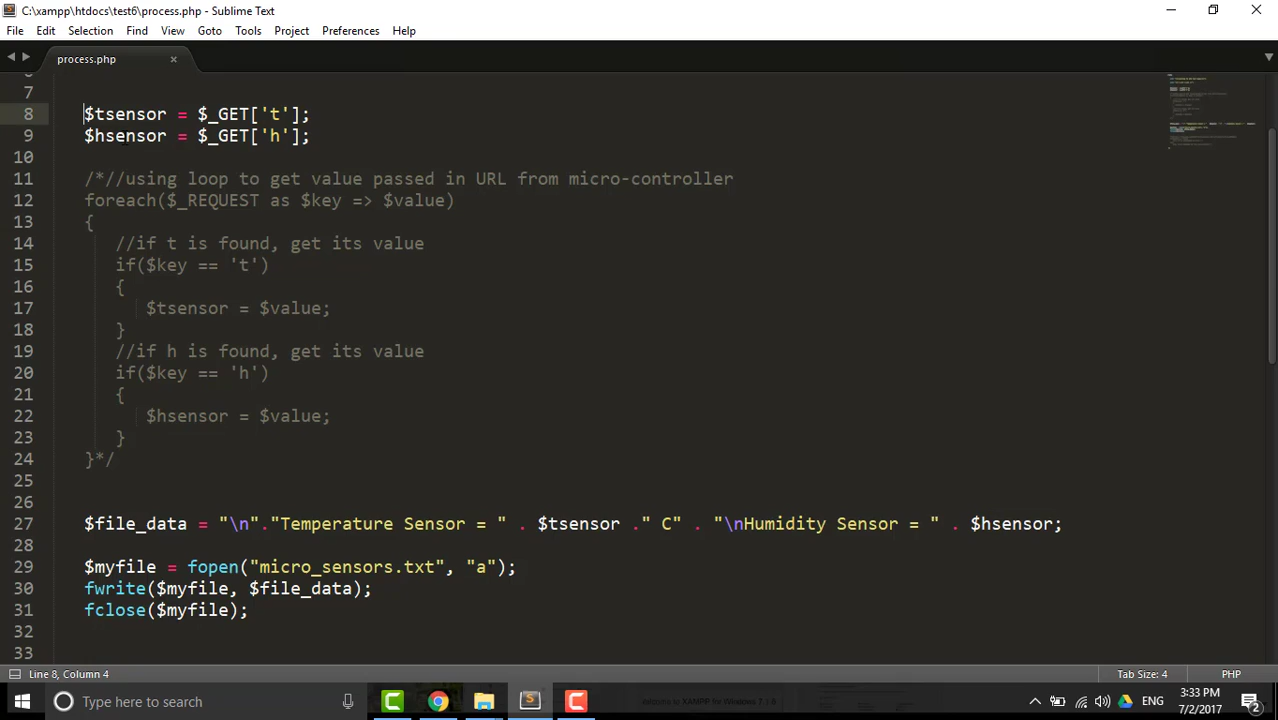 C:\xampp\htdocs\test6\process.php - Sublime Text
File Edit Selection Find View Goto Tools Project Preferences Help
process.php
7
8 $tsensor = $_GET['t'];
9 $hsensor = $_GET['h'];
10
11 /*//using loop to get value passed in URL from micro-controller
12 foreach($_REQUEST as $key => $value)
13 {
14 //if t is found, get its value
15 if($key == 't')
16 {
17 $tsensor = $value;
18 }
19 //if h is found, get its value
20 if($key == 'h')
21 {
22 $hsensor = $value;
23 }
24 }*/
25
26
27 $file_data = "\n"."Temperature Sensor = " . $tsensor ." C" . "\nHumidity Sensor = " . $hsensor;
28
29 $myfile = fopen("micro_sensors.txt", "a");
30 fwrite($myfile, $file_data);
31 fclose($myfile);
32
33
Line 8, Column 4 Tab Size: 4 PHP
Type here to search
XAMPP for Windows
ENG
3:33 PM
7/2/2017
2